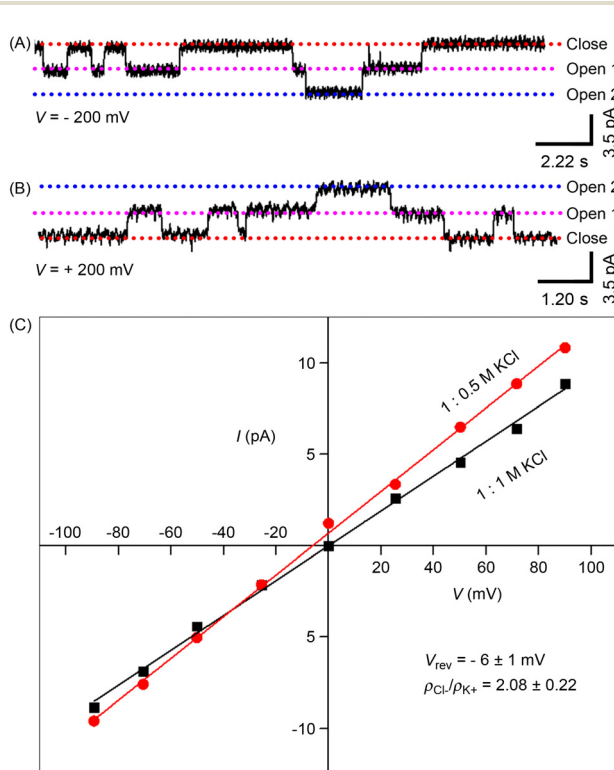 (A)
Close
Open 1
Open 2
V = - 200 mV
2.22 s
3.5 pA
(B)
Open 2
Open 1
Close
V = + 200 mV
1.20 s
3.5 pA
(C)
10
1 : 0.5 M KCl
I (pA)
5
1 : 1 M KCl
-100 -80 -60 -40 -20
0 20 40 60 80 100
V (mV)
5
Vrev = - 6 ± 1 mV
ρCl-/ρK+ = 2.08 ± 0.22
-10